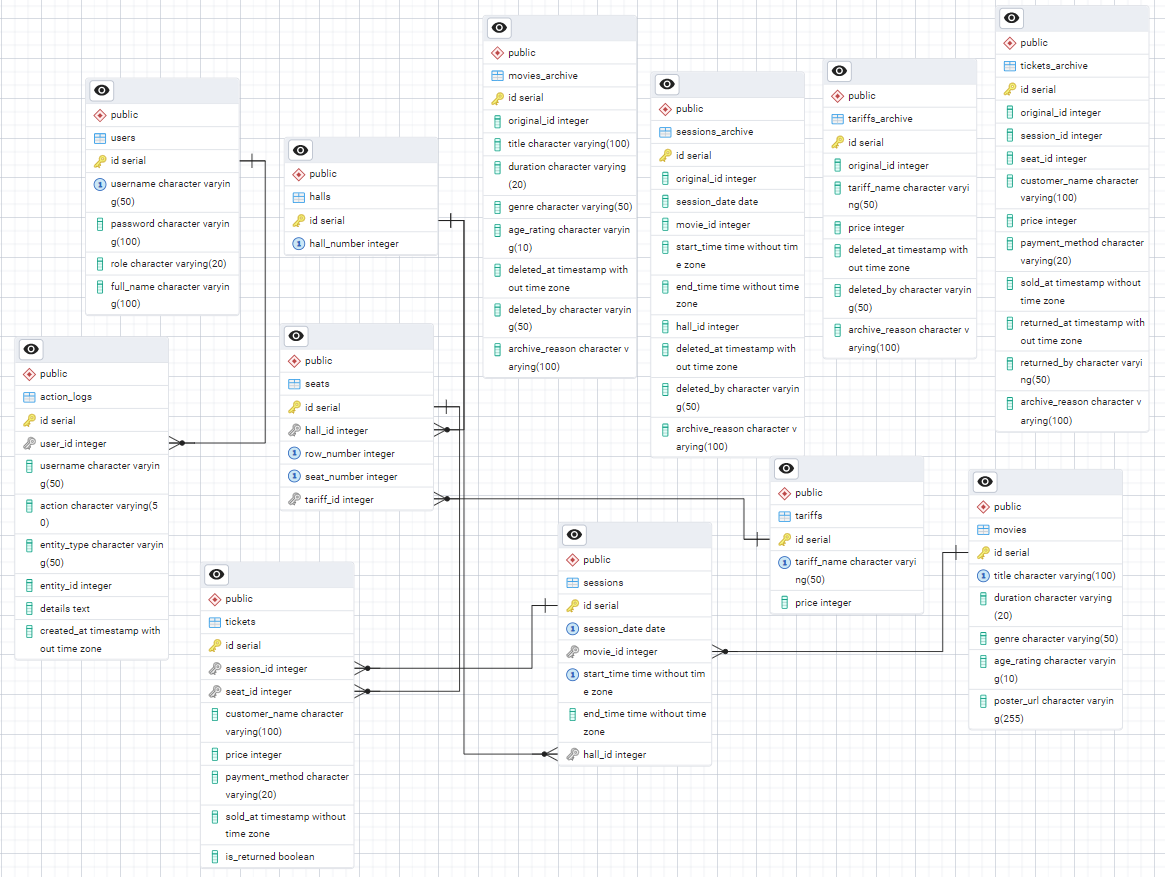 public
users
id serial
username character varyin
g(50)
password character varyin
g(100)
role character varying(20)
full_name character varyin
g(100)
public
halls
id serial
hall_number integer
public
movies_archive
id serial
original_id integer
title character varying(100)
duration character varying
(20)
genre character varying(50)
age_rating character varyin
g(10)
deleted_at timestamp with
out time zone
deleted_by character varyin
g(50)
archive_reason character v
arying(100)
public
sessions_archive
id serial
original_id integer
session_date date
movie_id integer
start_time time without tim
e zone
end_time time without time
zone
hall_id integer
deleted_at timestamp with
out time zone
deleted_by character varyin
g(50)
archive_reason character v
arying(100)
public
tariffs_archive
id serial
original_id integer
tariff_name character varyi
ng(50)
price integer
deleted_at timestamp with
out time zone
deleted_by character varyin
g(50)
archive_reason character v
arying(100)
public
tickets_archive
id serial
original_id integer
session_id integer
seat_id integer
customer_name character
varying(100)
price integer
payment_method character
varying(20)
sold_at timestamp without
time zone
returned_at timestamp with
out time zone
returned_by character varyi
ng(50)
archive_reason character v
arying(100)
public
action_logs
id serial
user_id integer
username character varyin
g(50)
action character varying(5
0)
entity_type character varyin
g(50)
entity_id integer
details text
created_at timestamp with
out time zone
public
seats
id serial
hall_id integer
row_number integer
seat_number integer
tariff_id integer
public
tickets
id serial
session_id integer
seat_id integer
customer_name character
varying(100)
price integer
payment_method character
varying(20)
sold_at timestamp without
time zone
is_returned boolean
public
sessions
id serial
session_date date
movie_id integer
start_time time without tim
e zone
end_time time without time
zone
hall_id integer
public
tariffs
id serial
tariff_name character varyi
ng(50)
price integer
public
movies
id serial
title character varying(100)
duration character varying
(20)
genre character varying(50)
age_rating character varyin
g(10)
poster_url character varyin
g(255)